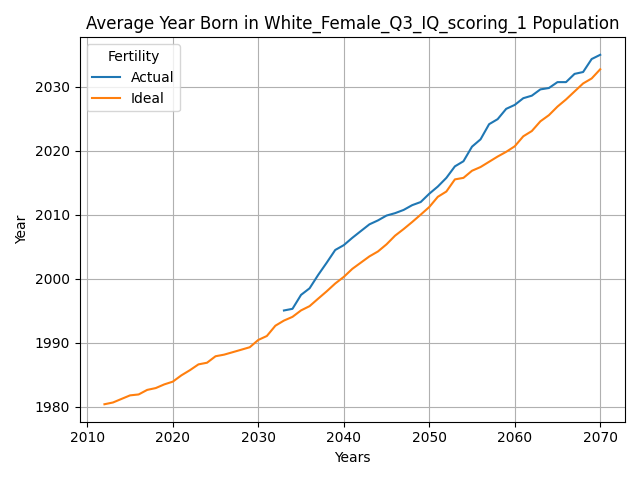 Average Year Born in White_Female_Q3_IQ_scoring_1 Population
Fertility
Actual
Ideal
Year
2030
2020
2010
2000
1990
1980
2010 2020 2030 2040 2050 2060 2070
Years